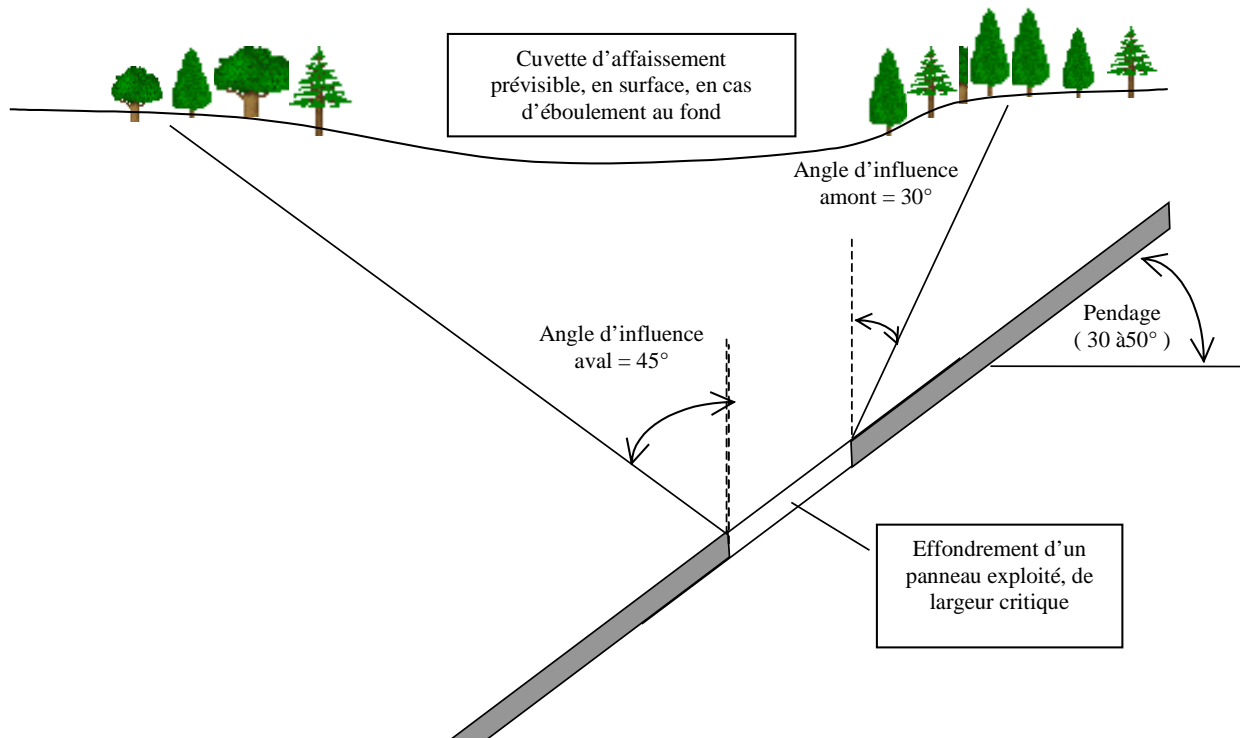 Cuvette d'affaissement
prévisible, en surface, en cas
d'éboulement au fond
Angle d'influence
amont = 30°
Pendage
( 30 à50° )
Angle d'influence
aval = 45°
Effondrement d'un
panneau exploité, de
largeur critique